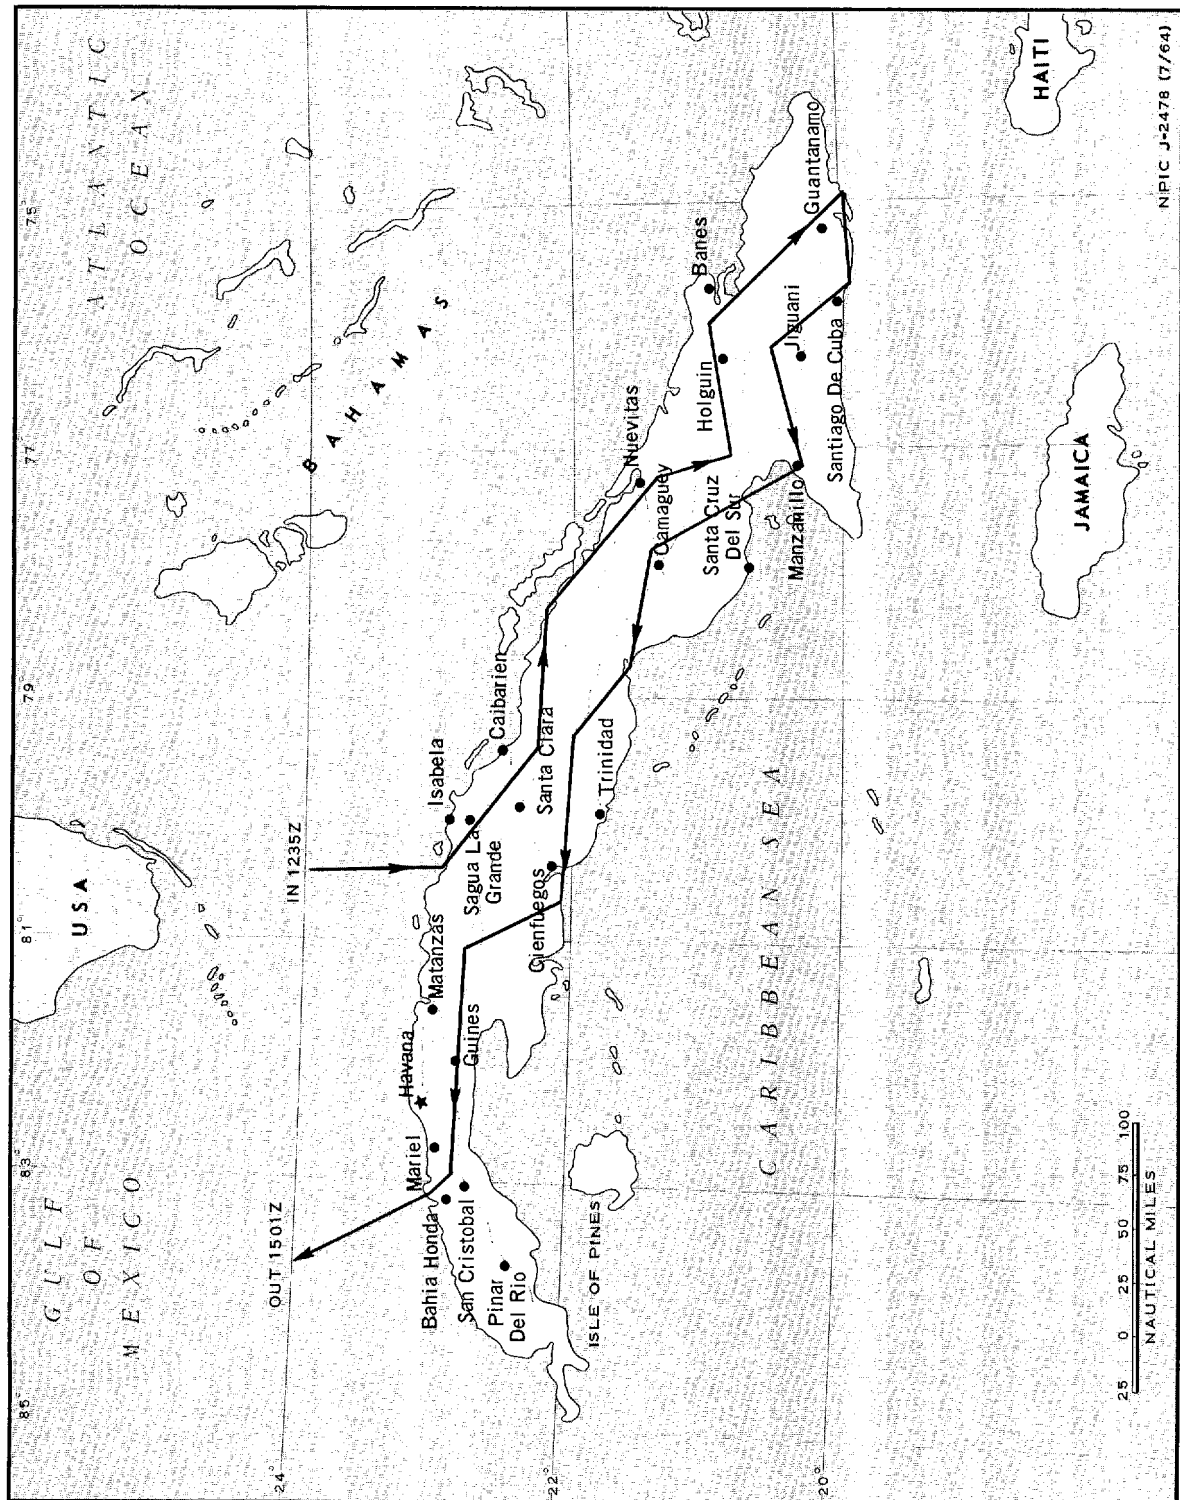 85°
83°
81
79
77
75
GULF
OF
MEXICO
USA
ATLANTIC
OCEAN
BAHAMAS
24°
OUT 1501Z
IN 1235Z
Havana
Mariel
Matanzas
Bahia Honda
San Cristobal
Pinar
Del Rio
Guines
Isabela
Sagua La
Grande
Caibarien
Santa Clara
Cienfuegos
Trinidad
22°
ISLE OF PINES
Nuevitas
Camaguey
Santa Cruz
Del Sur
Holguin
Banes
Manzanillo
Jiguani
Santiago De Cuba
Guantanamo
20°
CARIBBEAN SEA
JAMAICA
HAITI
25 0 25 50 75 100
NAUTICAL MILES
NPIC J-2478 (7/64)